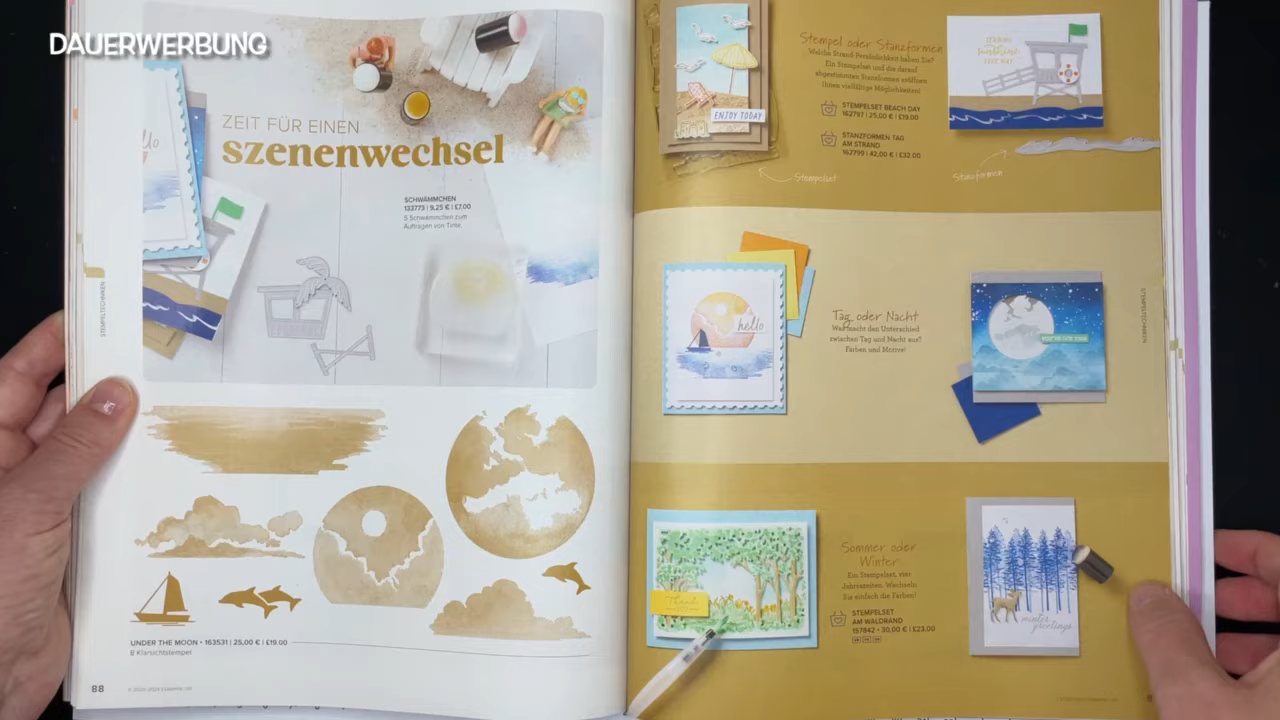 DAUERWERBUNG
ZEIT FÜR EINEN
szenenwechsel
SCHWÄMMCHEN
133773 | 9,25 € | £7.00
5 Schwämmchen zum
Auftragen von Tinte.
hello
STEMPELTECHNIKEN
UNDER THE MOON • 163531 | 25,00 € | £19.00
8 Klarsichtstempel
88
ENJOY TODAY
Stempel oder Stanzformen
Welche Strand-Persönlichkeit haben Sie?
Ein Stempelset und die darauf
abgestimmten Stanzformen eröffnen
Ihnen vielfältige Möglichkeiten!
STEMPELSET BEACH DAY
162797 | 25,00 € | £19.00
STANZFORMEN TAG
AM STRAND
162799 | 42,00 € | £32.00
Stempelset
Stanzformen
hello
Tag oder Nacht
Was macht den Unterschied
zwischen Tag und Nacht aus?
Farben und Motive!
STEMPELTECHNIKEN
Sommer oder
Winter
Ein Stempelset, vier
Jahreszeiten. Wechseln
Sie einfach die Farben!
STEMPELSET
AM WALDRAND
157842 • 30,00 € | £23.00
winter
greetings